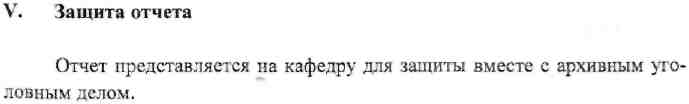 V. Защита отчета
Отчет представляется на кафедру для защиты вместе с архивным уго-
ловным делом.